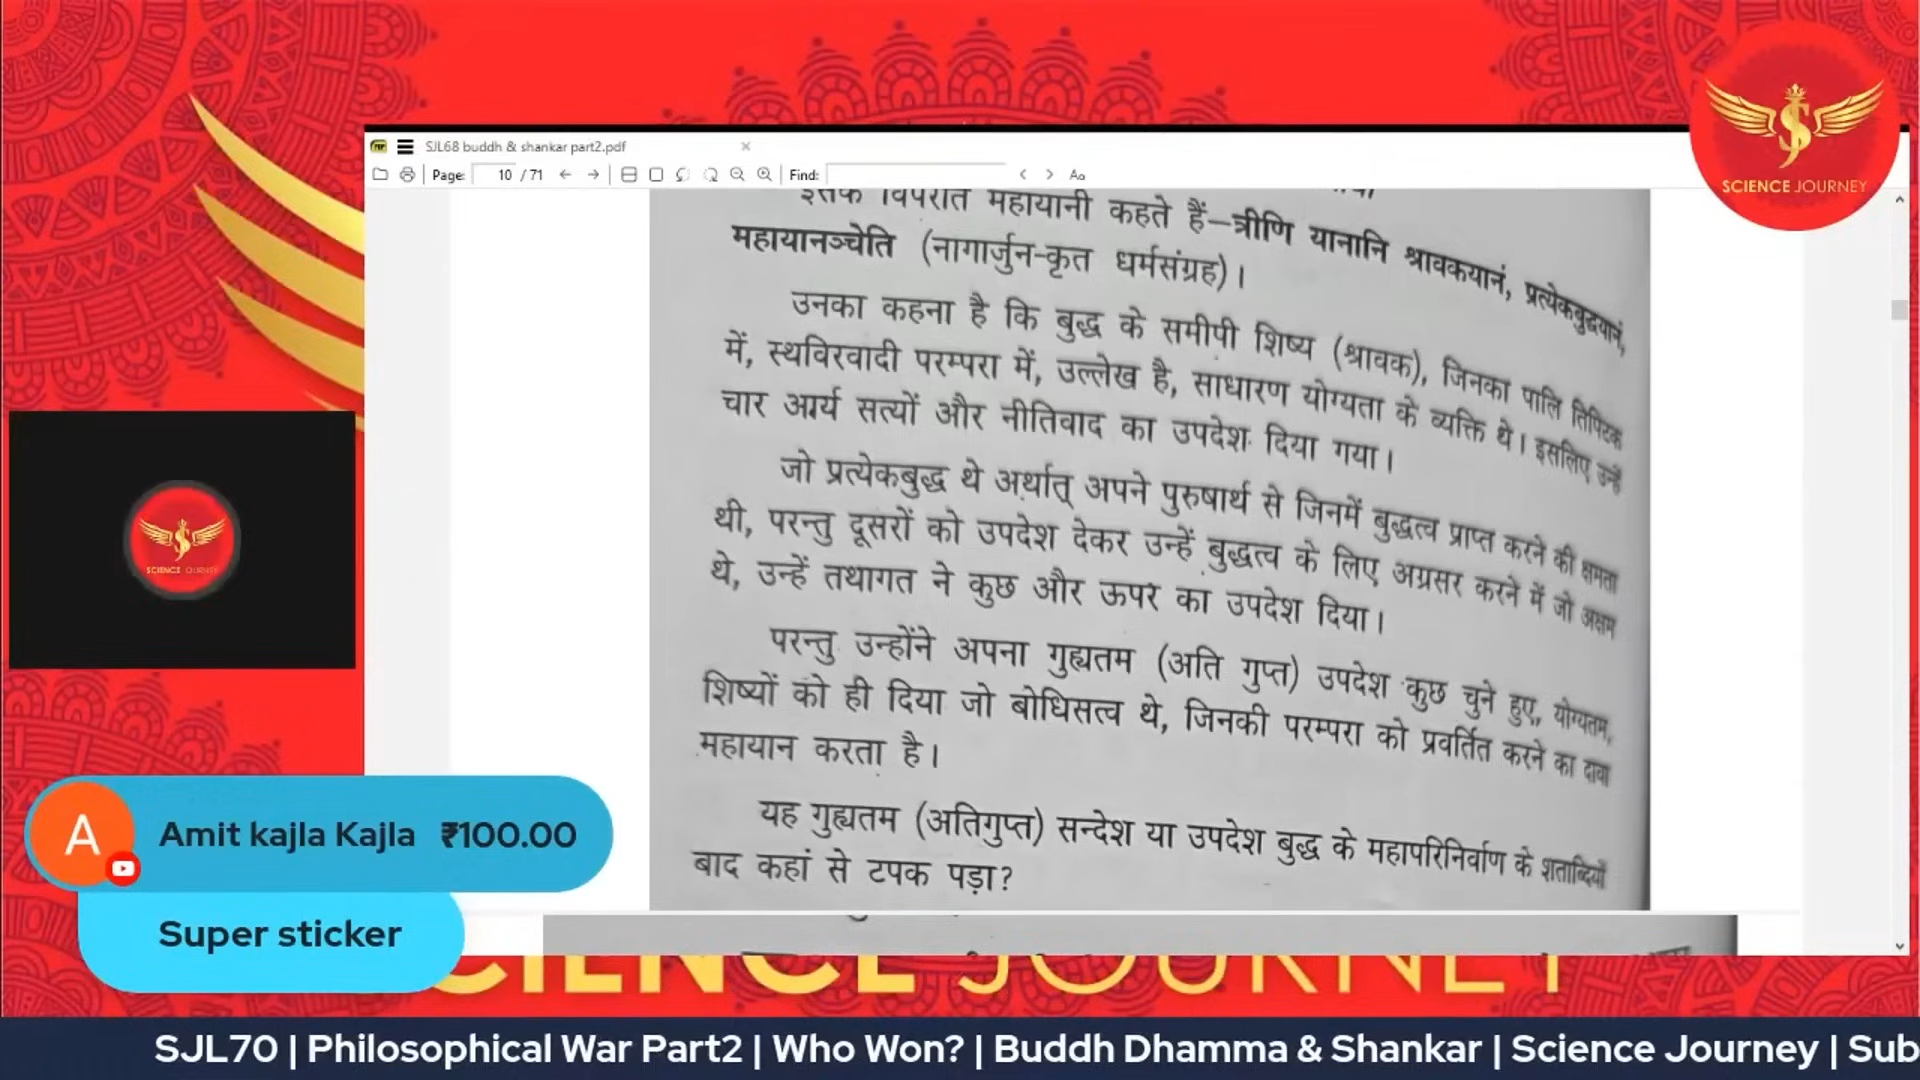 SJL68 buddh & shankar part2.pdf
Page: 10 / 71 Find: Aa
SCIENCE JOURNEY
इसके विपरीत महायानी कहते हैं–त्रीणि यानानि श्रावकयानं, प्रत्येकबुद्धयानं,
महायानञ्चेति (नागार्जुन-कृत धर्मसंग्रह)।
उनका कहना है कि बुद्ध के समीपी शिष्य (श्रावक), जिनका पालि तिपिटक
में, स्थविरवादी परम्परा में, उल्लेख है, साधारण योग्यता के व्यक्ति थे। इसलिए उन्हें
चार आर्य सत्यों और नीतिवाद का उपदेश दिया गया।
जो प्रत्येकबुद्ध थे अर्थात् अपने पुरुषार्थ से जिनमें बुद्धत्व प्राप्त करने की क्षमता
थी, परन्तु दूसरों को उपदेश देकर उन्हें बुद्धत्व के लिए अग्रसर करने में जो अक्षम
थे, उन्हें तथागत ने कुछ और ऊपर का उपदेश दिया।
परन्तु उन्होंने अपना गुह्यतम (अति गुप्त) उपदेश कुछ चुने हुए, योग्यतम,
शिष्यों को ही दिया जो बोधिसत्व थे, जिनकी परम्परा को प्रवर्तित करने का दावा
महायान करता है।
यह गुह्यतम (अतिगुप्त) सन्देश या उपदेश बुद्ध के महापरिनिर्वाण के शताब्दियों
बाद कहां से टपक पड़ा?
SCIENCE JOURNEY
A Amit kajla Kajla ₹100.00
Super sticker
SCIENCE JOURNEY
SJL70 | Philosophical War Part2 | Who Won? | Buddh Dhamma & Shankar | Science Journey | Sub